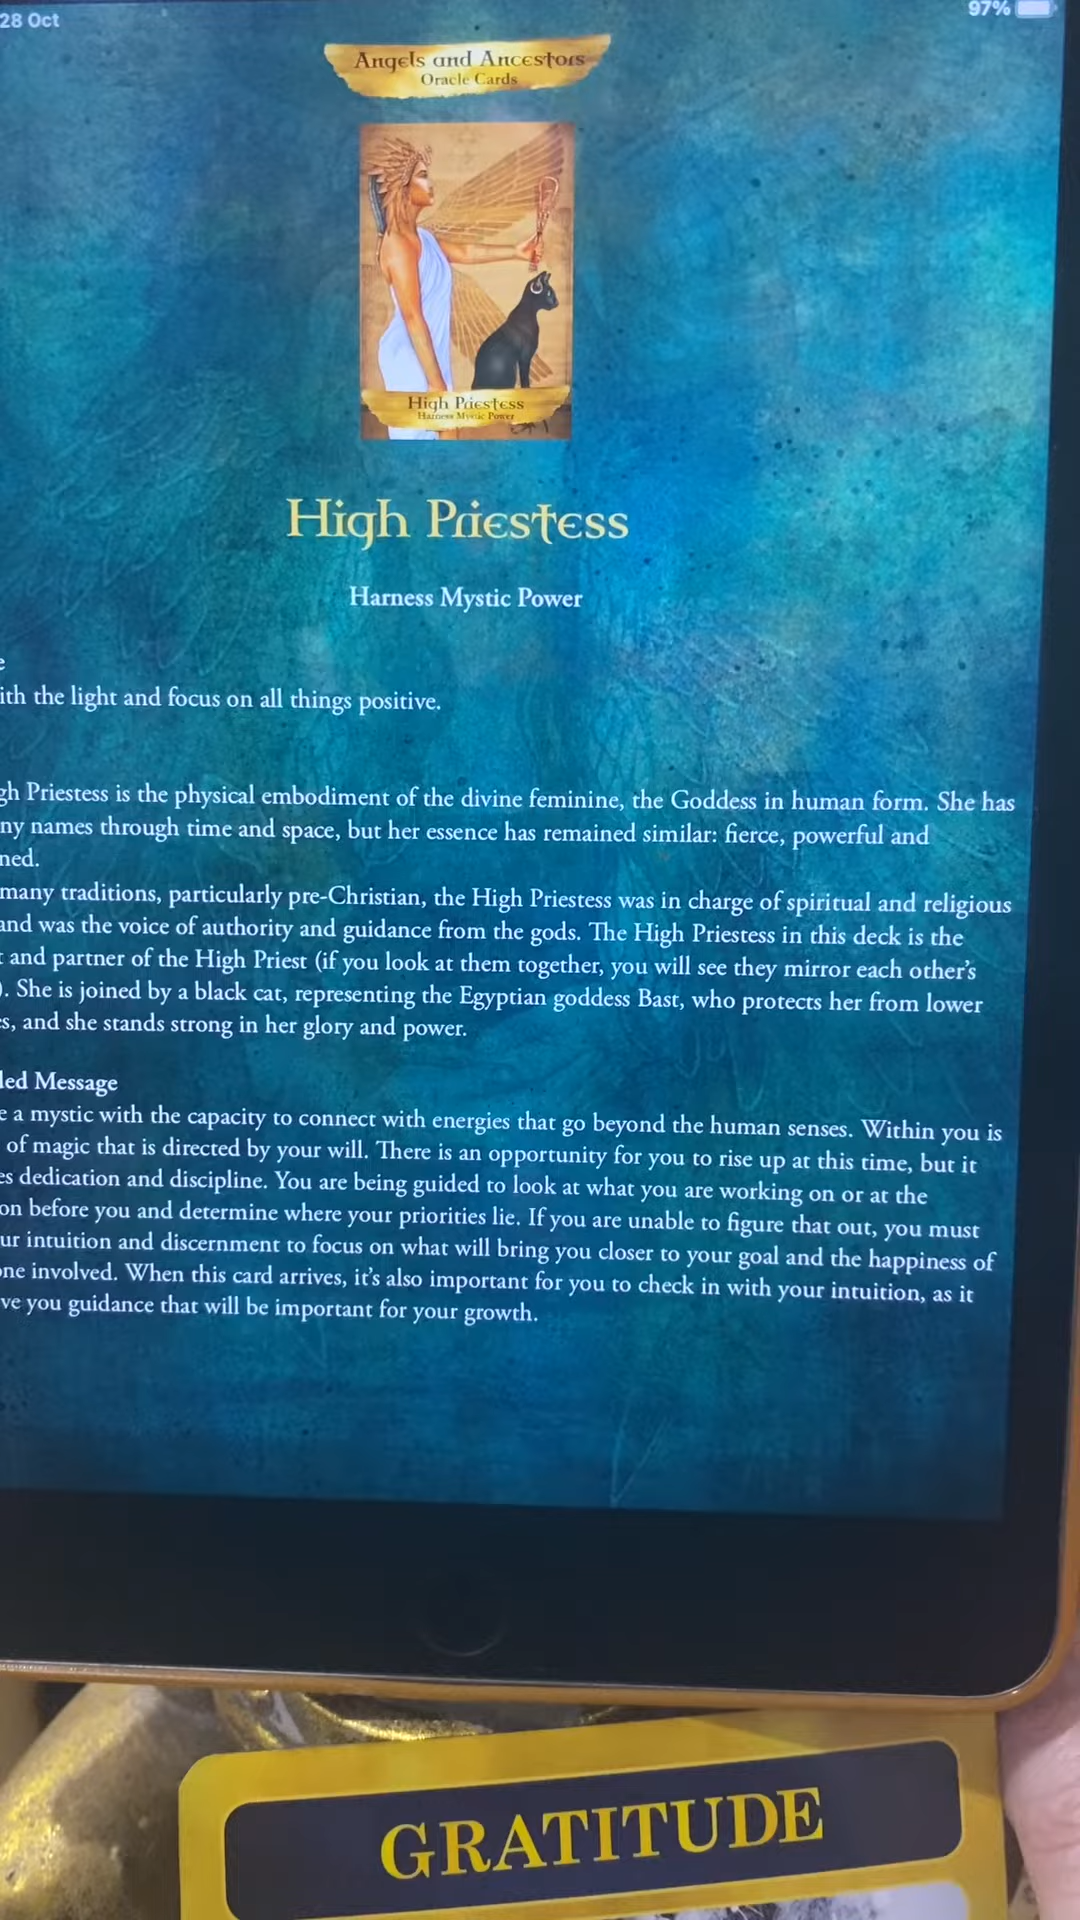 28 Oct
97%
Angels and Ancestors
Oracle Cards
High Priestess
Harness Mystic Power
High Priestess
Harness Mystic Power
the light and focus on all things positive.
Priestess is the physical embodiment of the divine feminine, the Goddess in human form. She has
names through time and space, but her essence has remained similar: fierce, powerful and
many traditions, particularly pre-Christian, the High Priestess was in charge of spiritual and religious
and was the voice of authority and guidance from the gods. The High Priestess in this deck is the
and partner of the High Priest (if you look at them together, you will see they mirror each other's
). She is joined by a black cat, representing the Egyptian goddess Bast, who protects her from lower
, and she stands strong in her glory and power.
Message
a mystic with the capacity to connect with energies that go beyond the human senses. Within you is
of magic that is directed by your will. There is an opportunity for you to rise up at this time, but it
dedication and discipline. You are being guided to look at what you are working on or at the
before you and determine where your priorities lie. If you are unable to figure that out, you must
intuition and discernment to focus on what will bring you closer to your goal and the happiness of
involved. When this card arrives, it's also important for you to check in with your intuition, as it
you guidance that will be important for your growth.
GRATITUDE